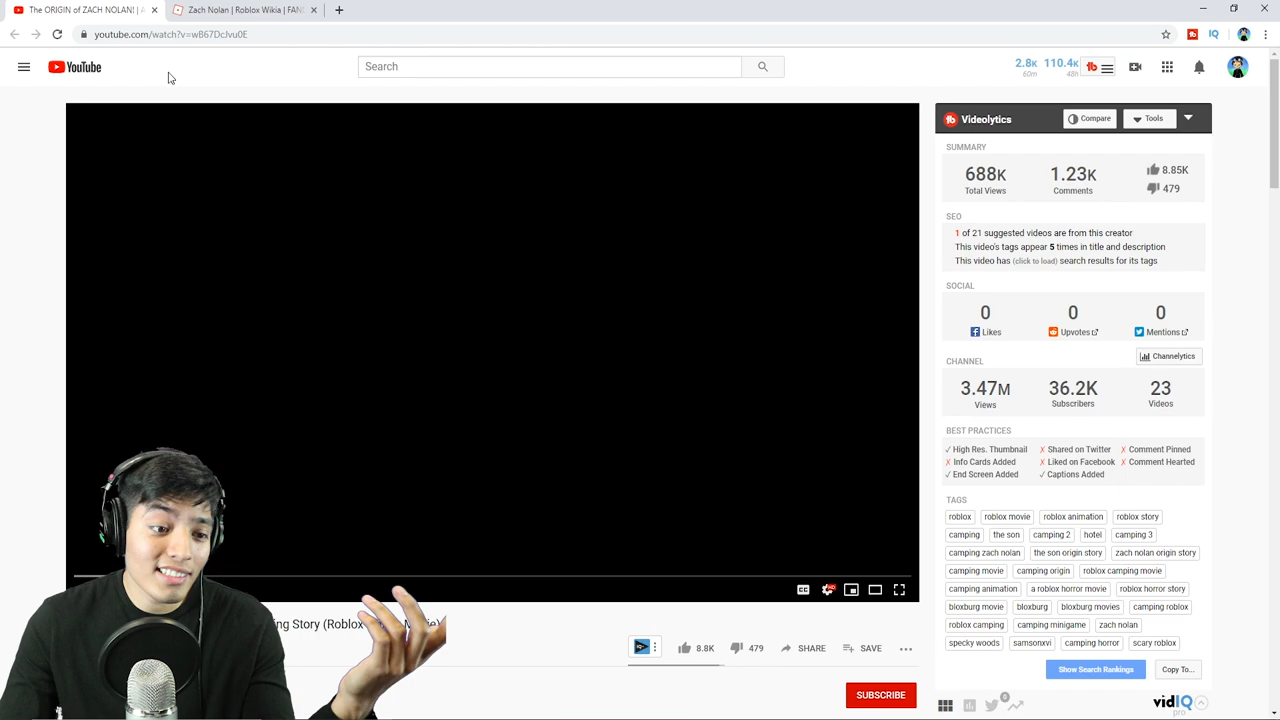 The ORIGIN of ZACH NOLAN! | A
Zach Nolan | Roblox Wikia | FAN
youtube.com/watch?v=wB67DcJvu0E
YouTube
Search
2.8K 60m 110.4K 48h
Videolytics Compare Tools
SUMMARY
688K 1.23K 8.85K
Total Views Comments 479
SEO
1 of 21 suggested videos are from this creator
This video's tags appear 5 times in title and description
This video has (click to load) search results for its tags
SOCIAL
0 0 0
Likes Upvotes Mentions
CHANNEL Channelytics
3.47M 36.2K 23
Views Subscribers Videos
BEST PRACTICES
✓ High Res. Thumbnail ✗ Shared on Twitter ✗ Comment Pinned
✗ Info Cards Added ✗ Liked on Facebook ✗ Comment Hearted
✓ End Screen Added ✓ Captions Added
TAGS
roblox roblox movie roblox animation roblox story
camping the son camping 2 hotel camping 3
camping zach nolan the son origin story zach nolan origin story
camping movie camping origin roblox camping movie
camping animation a roblox horror movie roblox horror story
bloxburg movie bloxburg bloxburg movies camping roblox
roblox camping camping minigame zach nolan
specky woods samsonxvi camping horror scary roblox
Show Search Rankings Copy To...
0
vidIQ
pro
CC HD
ing Story (Roblox
8.8K 479 SHARE SAVE
SUBSCRIBE